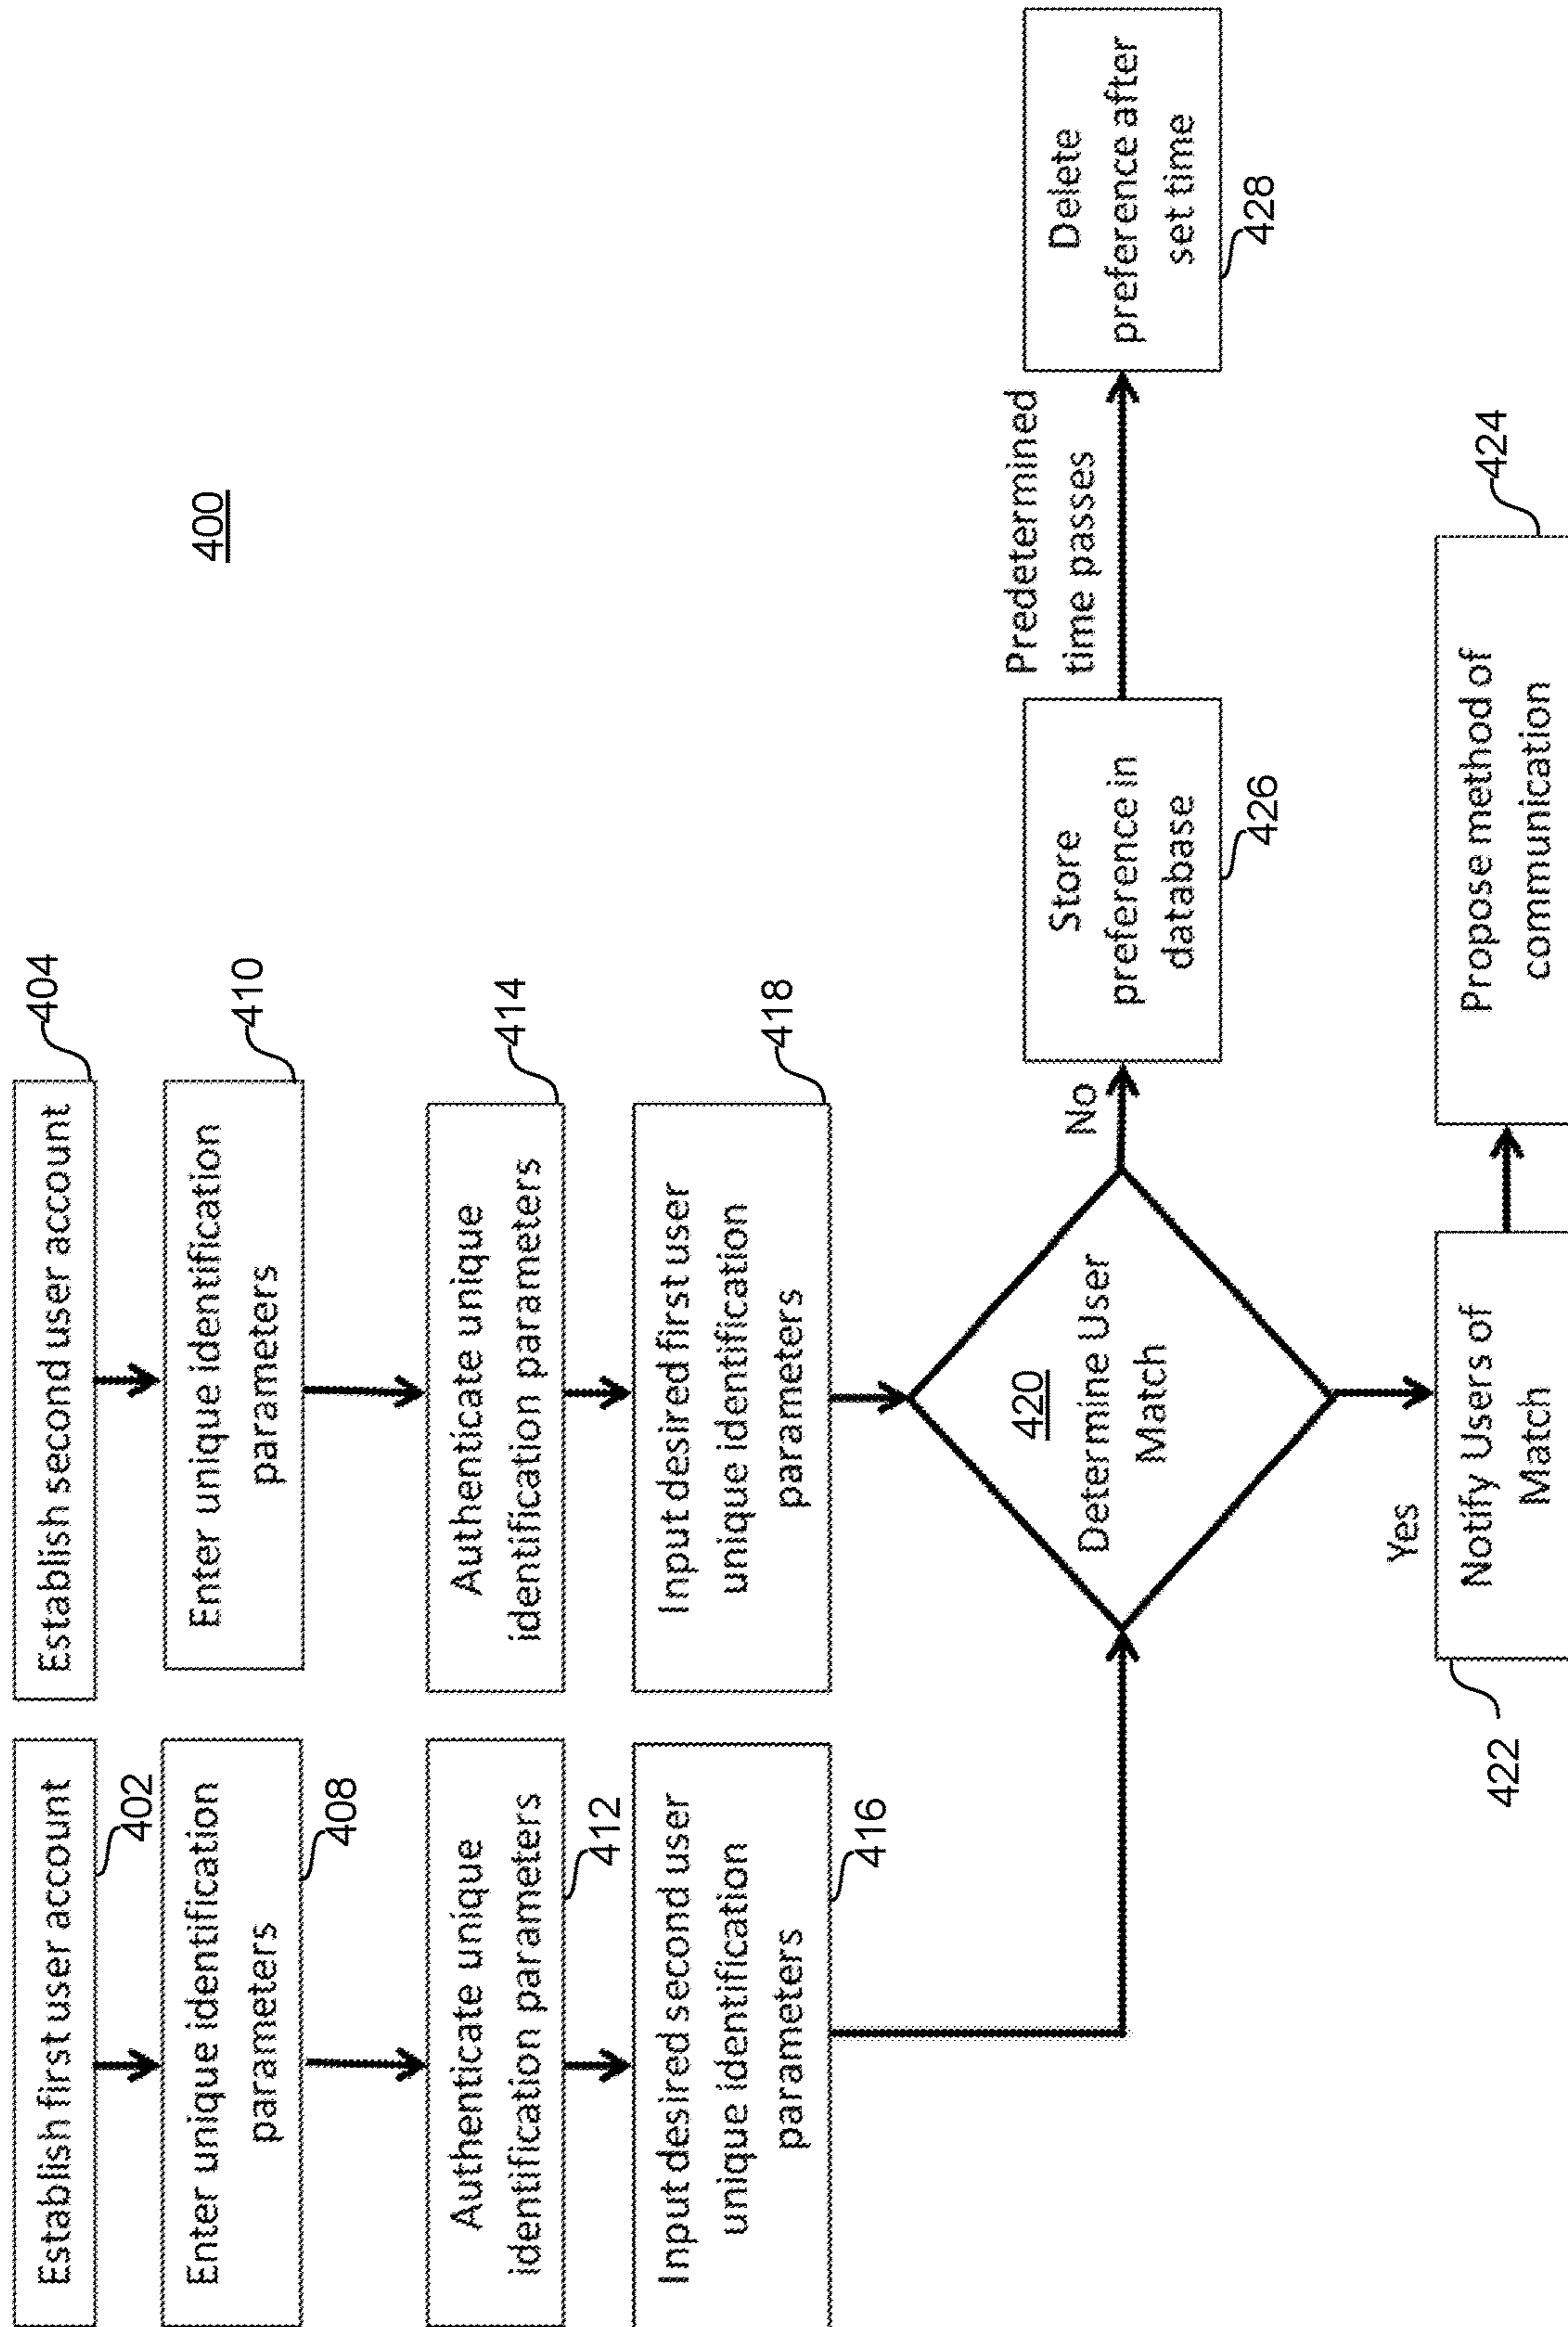 400
Establish first user account
402
Establish second user account
404
Enter unique identification
parameters
408
Enter unique identification
parameters
410
Authenticate unique
identification parameters
412
Authenticate unique
identification parameters
414
Input desired second user
unique identification
parameters
416
Input desired first user
unique identification
parameters
418
420
Determine User
Match
No
Store
preference in
database
426
Predetermined
time passes
Delete
preference after
set time
428
Yes
Notify Users of
Match
422
Propose method of
communication
424